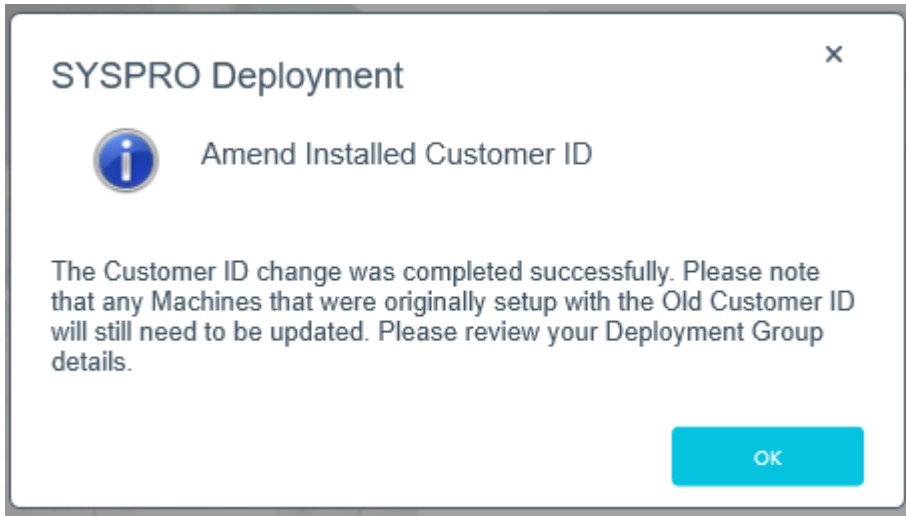 SYSPRO Deployment
Amend Installed Customer ID
The Customer ID change was completed successfully. Please note
that any Machines that were originally setup with the Old Customer ID
will still need to be updated. Please review your Deployment Group
details.
OK